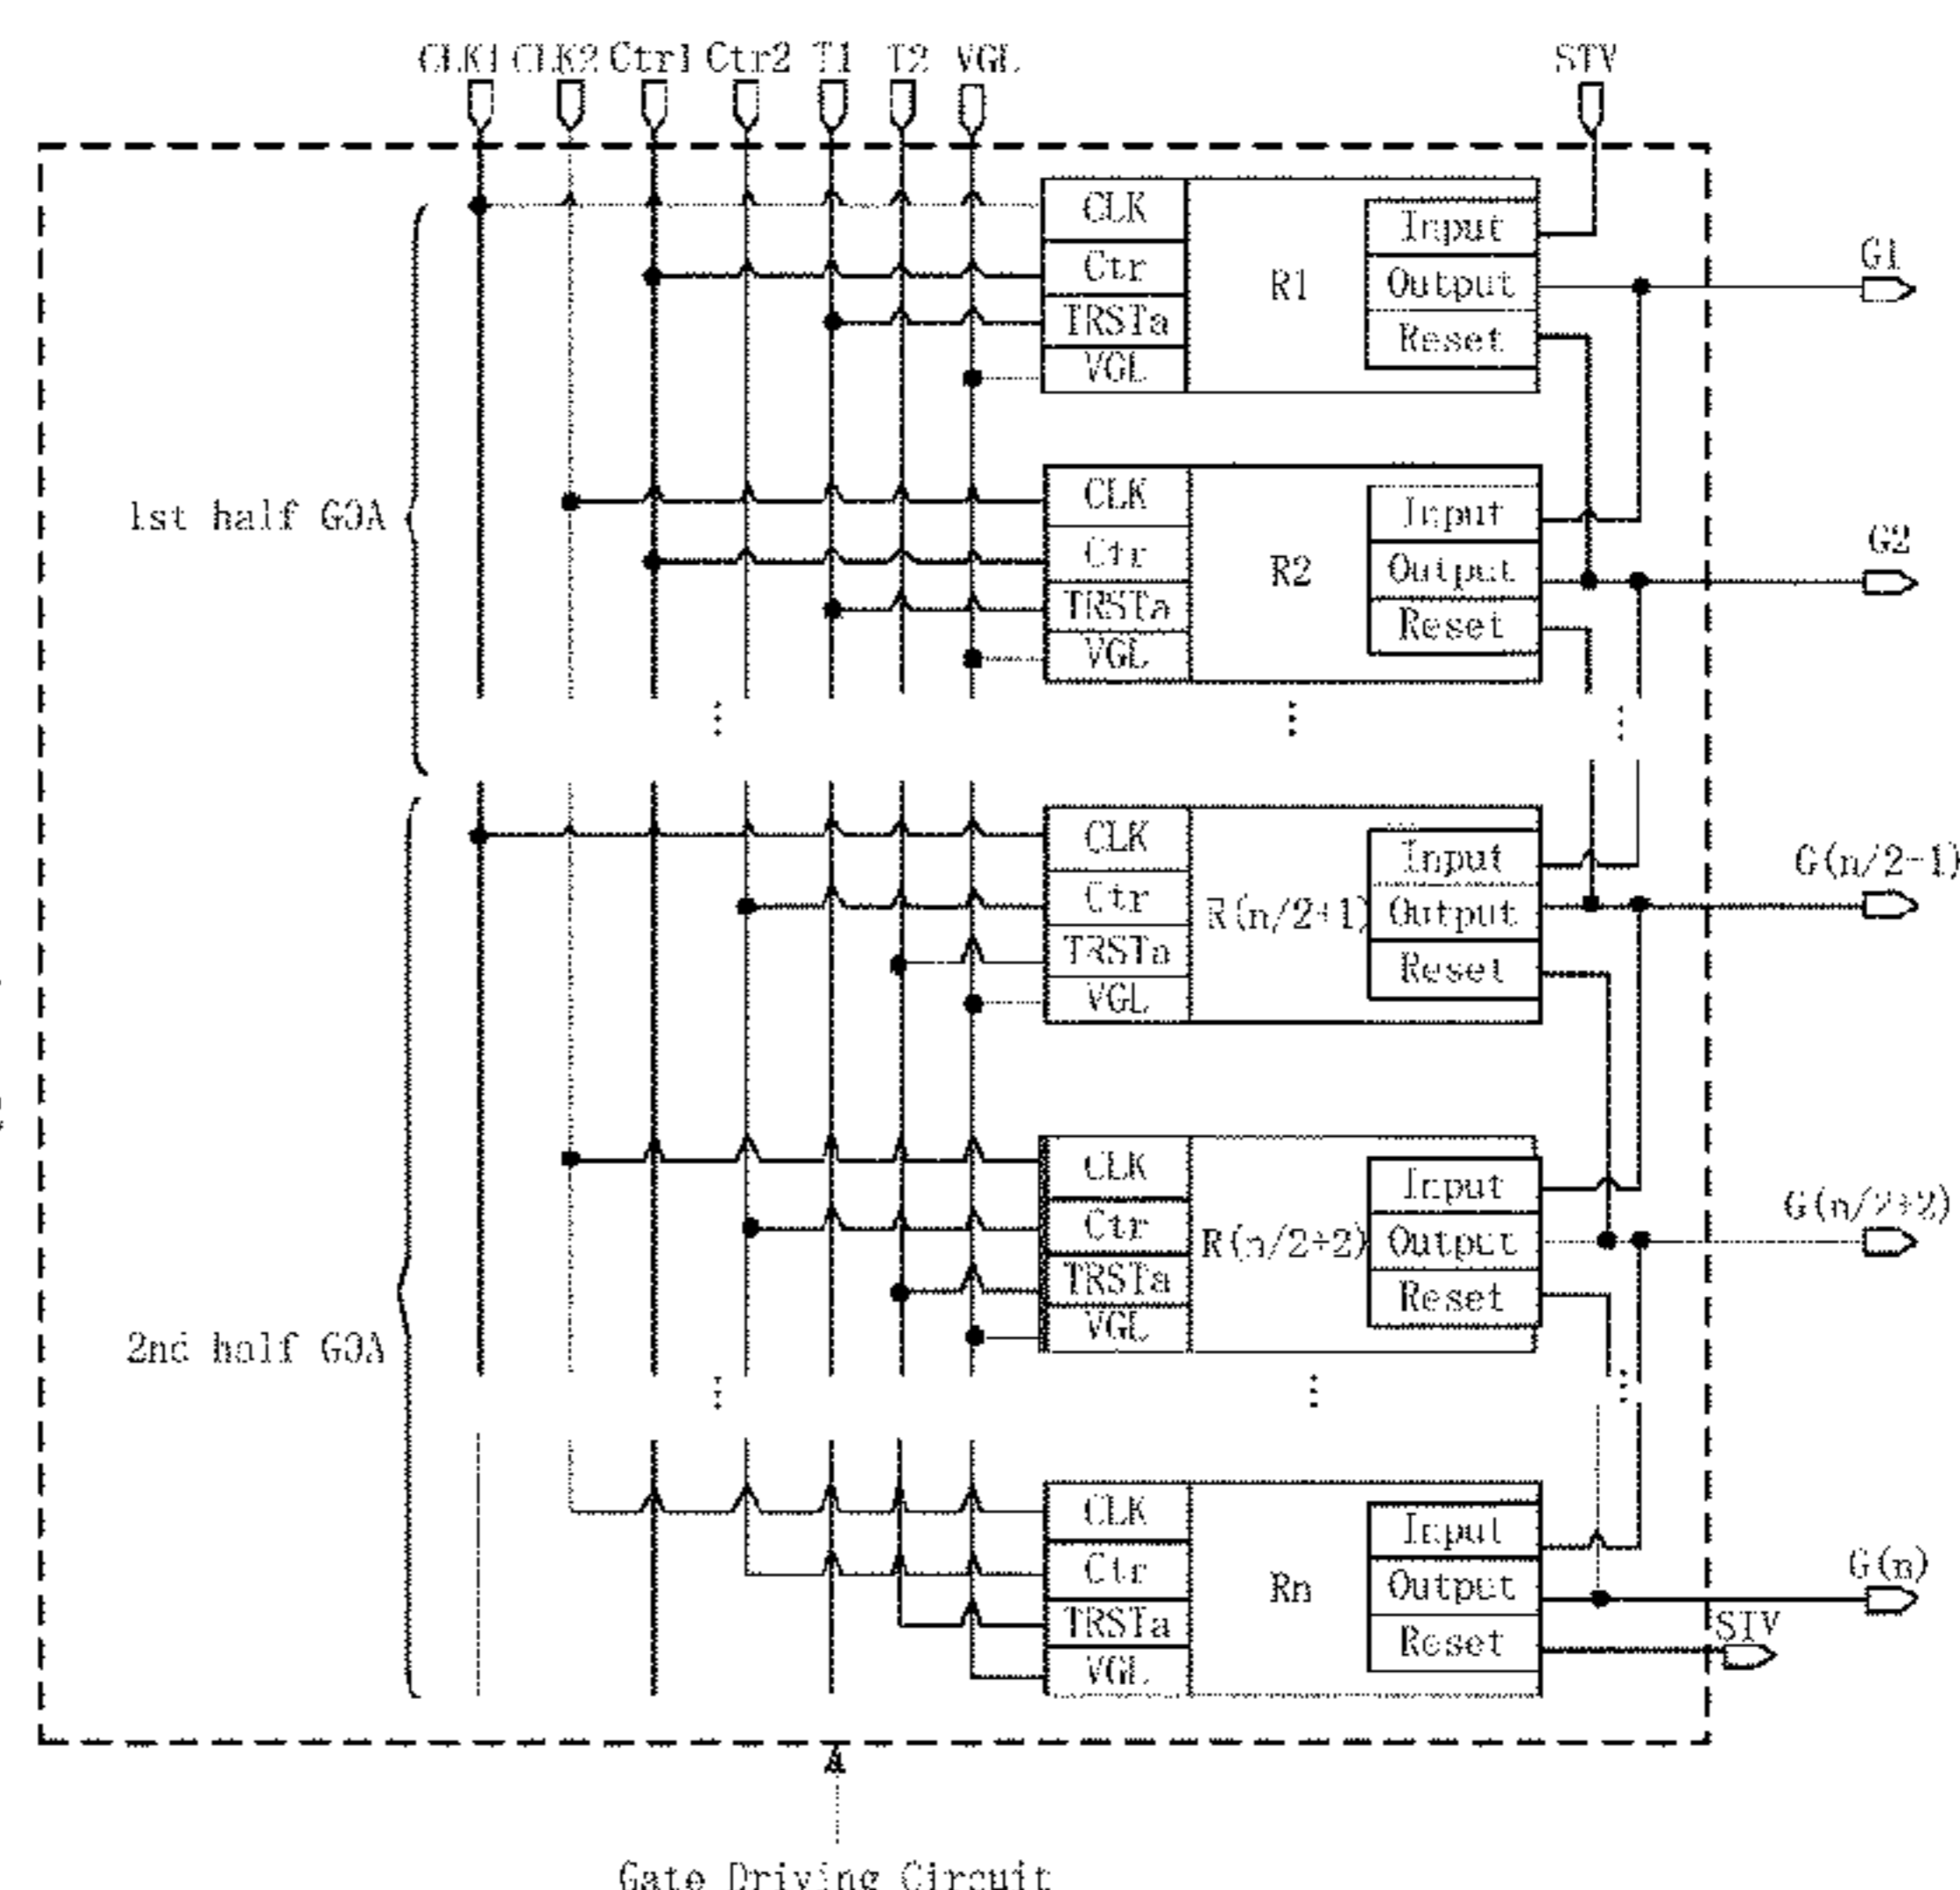 CLK1 CLK2 Ctr1 Ctr2 T1 T2 VGL STV
CLK
Ctr
TRSTa
VGL
R1
Input
Output
Reset
G1
1st half GOA
CLK
Ctr
TRSTa
VGL
R2
Input
Output
Reset
G2
CLK
Ctr
TRSTa
VGL
R(n/2+1)
Input
Output
Reset
G(n/2-1)
2nd half GOA
CLK
Ctr
TRSTa
VGL
R(n/2+2)
Input
Output
Reset
G(n/2+2)
CLK
Ctr
TRSTa
VGL
Rn
Input
Output
Reset
G(n)
STV
Gate Driving Circuit